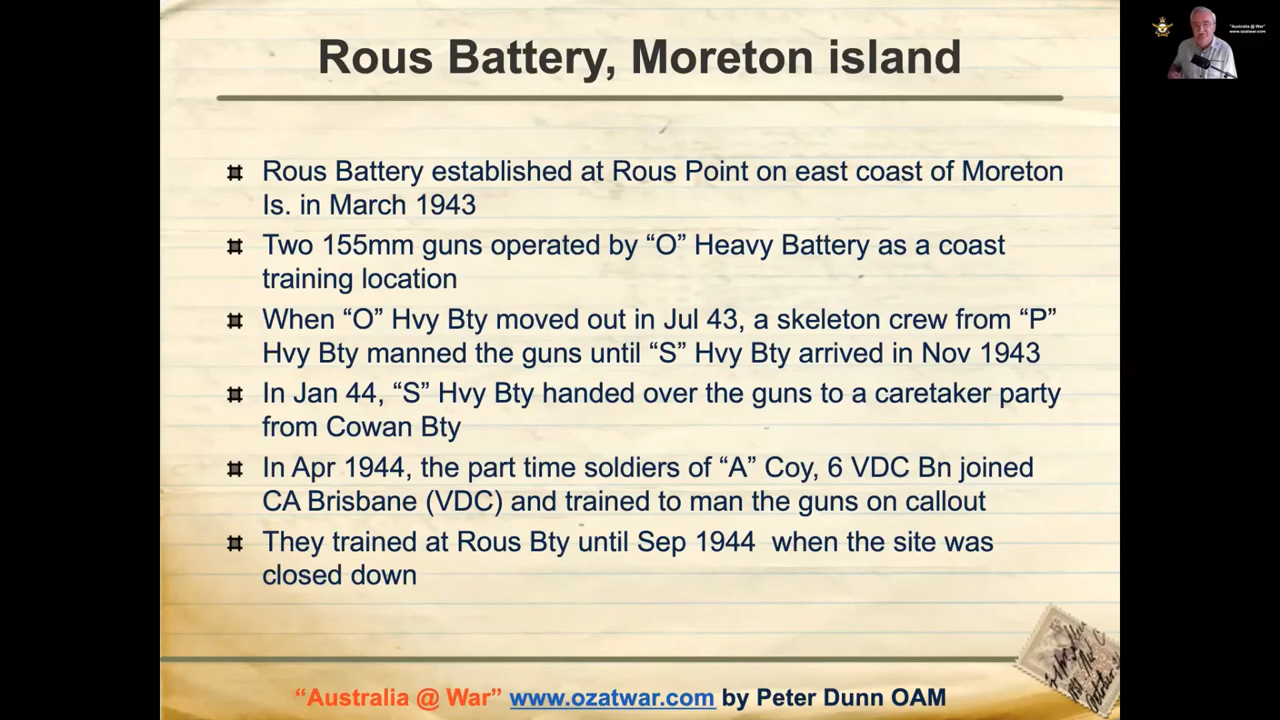 Rous Battery, Moreton island
Rous Battery established at Rous Point on east coast of Moreton
Is. in March 1943
Two 155mm guns operated by “O” Heavy Battery as a coast
training location
When “O” Hvy Bty moved out in Jul 43, a skeleton crew from “P”
Hvy Bty manned the guns until “S” Hvy Bty arrived in Nov 1943
In Jan 44, “S” Hvy Bty handed over the guns to a caretaker party
from Cowan Bty
In Apr 1944, the part time soldiers of “A” Coy, 6 VDC Bn joined
CA Brisbane (VDC) and trained to man the guns on callout
They trained at Rous Bty until Sep 1944 when the site was
closed down
“Australia @ War” www.ozatwar.com by Peter Dunn OAM
"Australia @ War"
www.ozatwar.com